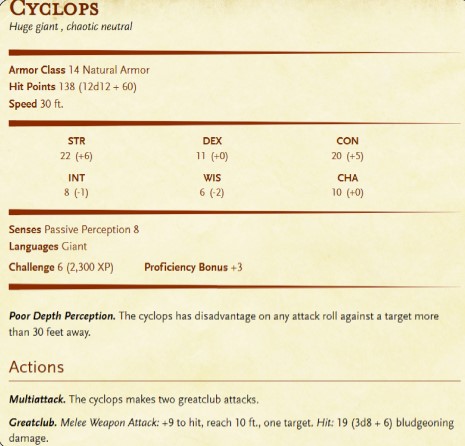 Cyclops
Huge giant , chaotic neutral
Armor Class 14 Natural Armor
Hit Points 138 (12d12 + 60)
Speed 30 ft.
STR DEX CON
22 (+6) 11 (+0) 20 (+5)
INT WIS CHA
8 (-1) 6 (-2) 10 (+0)
Senses Passive Perception 8
Languages Giant
Challenge 6 (2,300 XP) Proficiency Bonus +3
Poor Depth Perception. The cyclops has disadvantage on any attack roll against a target more
than 30 feet away.
Actions
Multiattack. The cyclops makes two greatclub attacks.
Greatclub. Melee Weapon Attack: +9 to hit, reach 10 ft., one target. Hit: 19 (3d8 + 6) bludgeoning
damage.